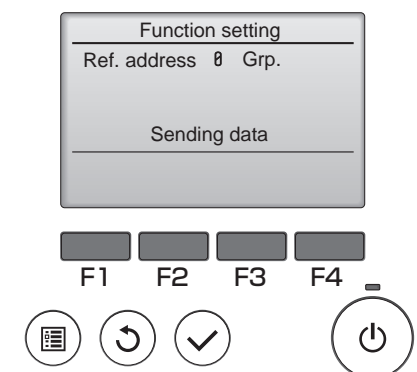 Function setting
Ref. address 0 Grp.
Sending data
F1 F2 F3 F4